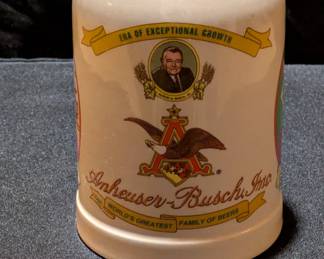 ERA OF EXCEPTIONAL GROWTH
A
Anheuser-Busch, Inc.
WORLD'S GREATEST FAMILY OF BEERS